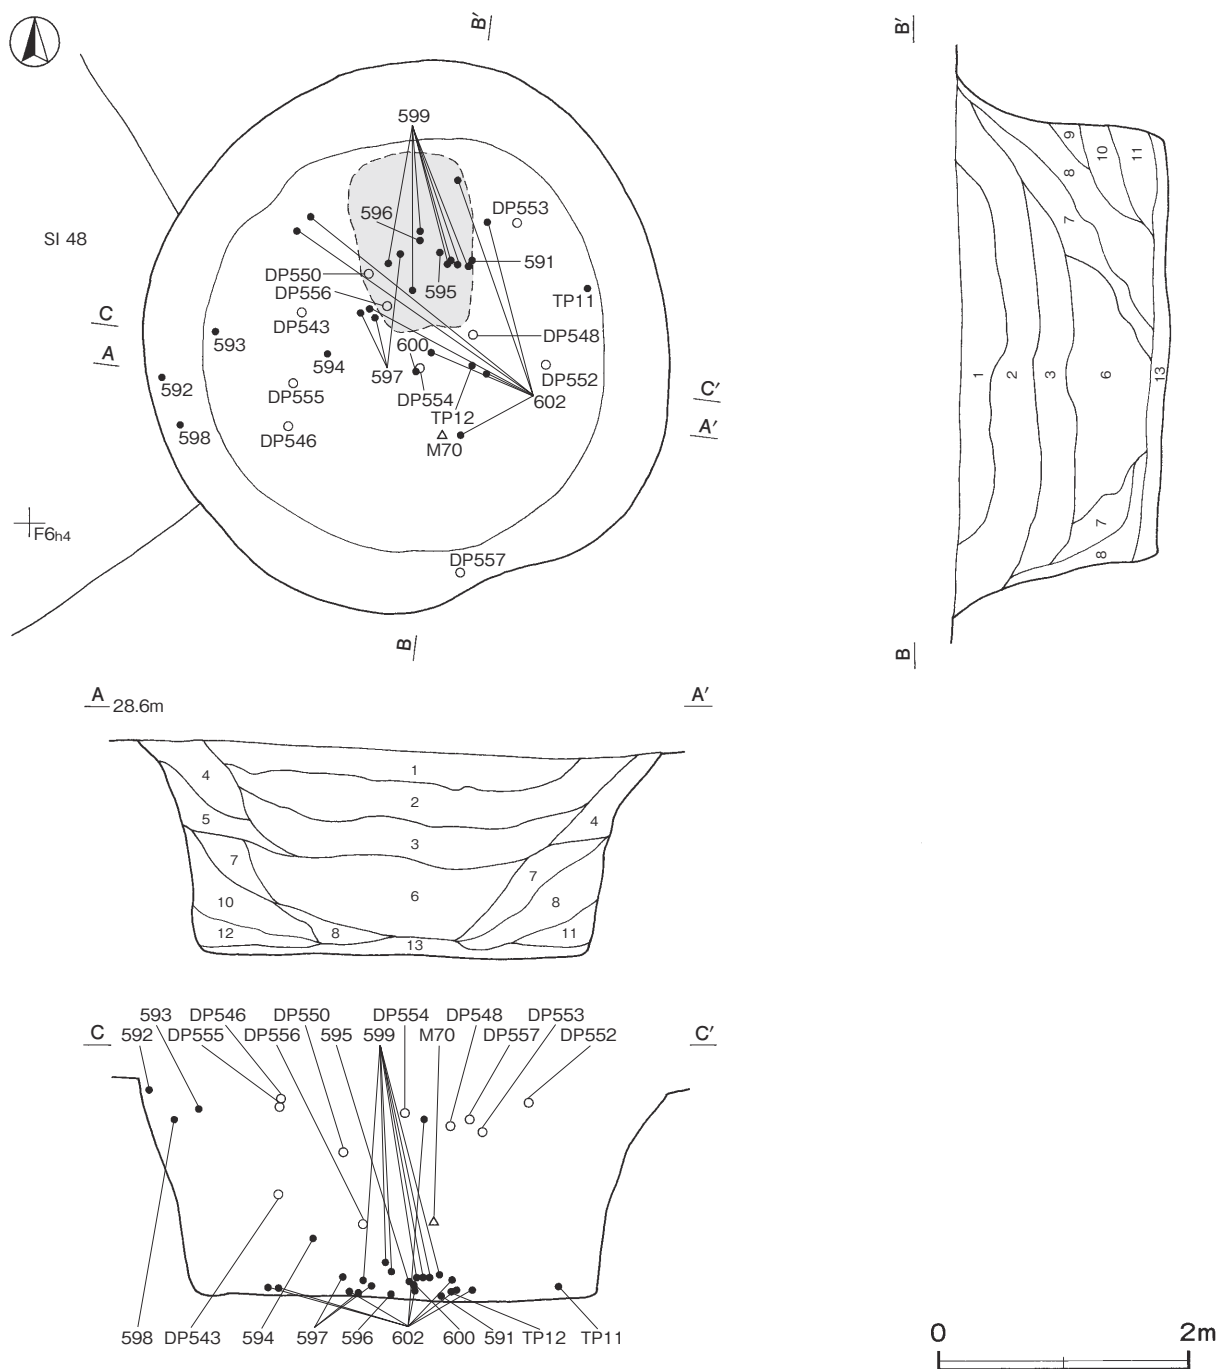 B′
599
596
DP553
SI 48
591
DP550
595
DP556
TP11
DP543
C
DP548
593
600
A
594
597
DP552
592
DP555
DP554
602
C′
TP12
598
DP546
M70
A′
F6h4
DP557
B
B′
9
10
11
8
7
1
2
3
6
13
7
8
B
A 28.6m A′
1
4
2
5
4
3
7
7
6
10
8
12
8
11
13
593 DP546 DP550 DP554 DP548 DP553
C 592 DP555 DP556 595 599 M70 DP557 DP552 C′
598 DP543 594 597 596 602 600 591 TP12 TP11
0 2m